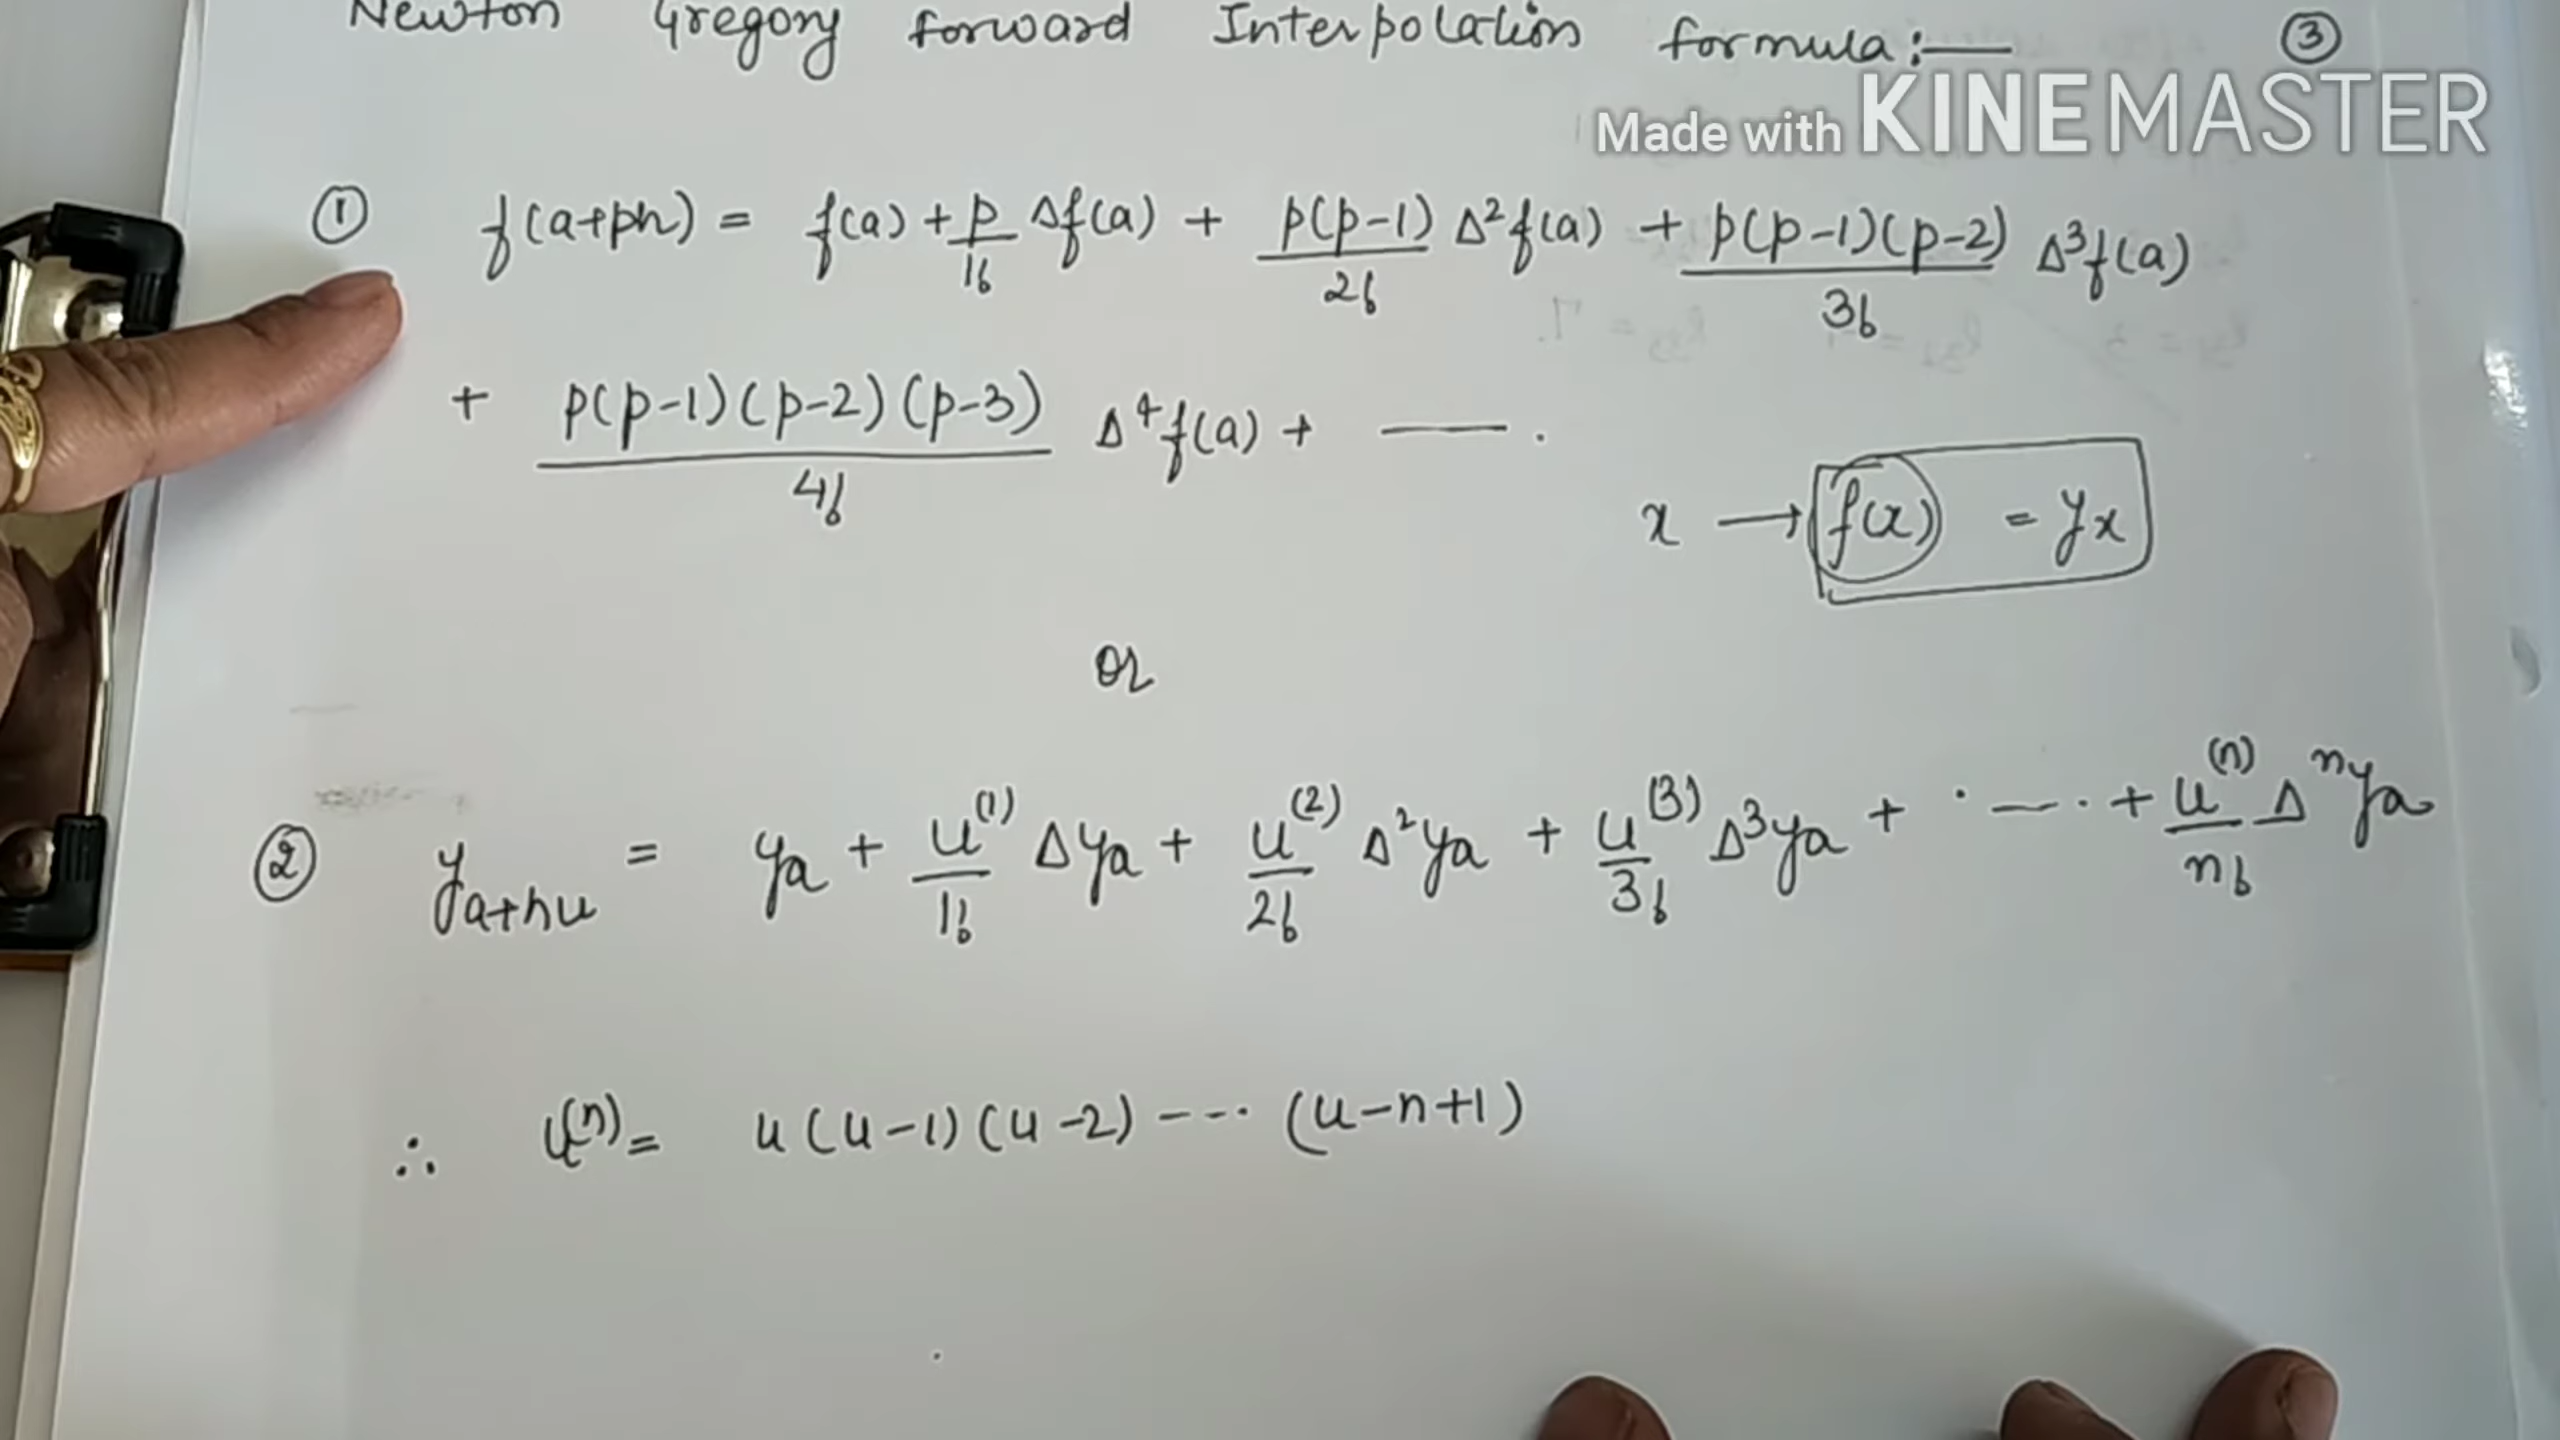 Newton Gregory forward Interpolation formula:—
③
Made with KINEMASTER
① f(a+ph) = f(a) + p/1! Δf(a) + p(p-1)/2! Δ²f(a) + p(p-1)(p-2)/3! Δ³f(a)
+ p(p-1)(p-2)(p-3)/4! Δ⁴f(a) + —— .
x → f(x) = yx
or
② y a+hu = ya + u⁽¹⁾/1! Δya + u⁽²⁾/2! Δ²ya + u⁽³⁾/3! Δ³ya + · — · + u⁽ⁿ⁾/n! Δⁿya
∴ u⁽ⁿ⁾ = u(u-1)(u-2) ---- (u-n+1)